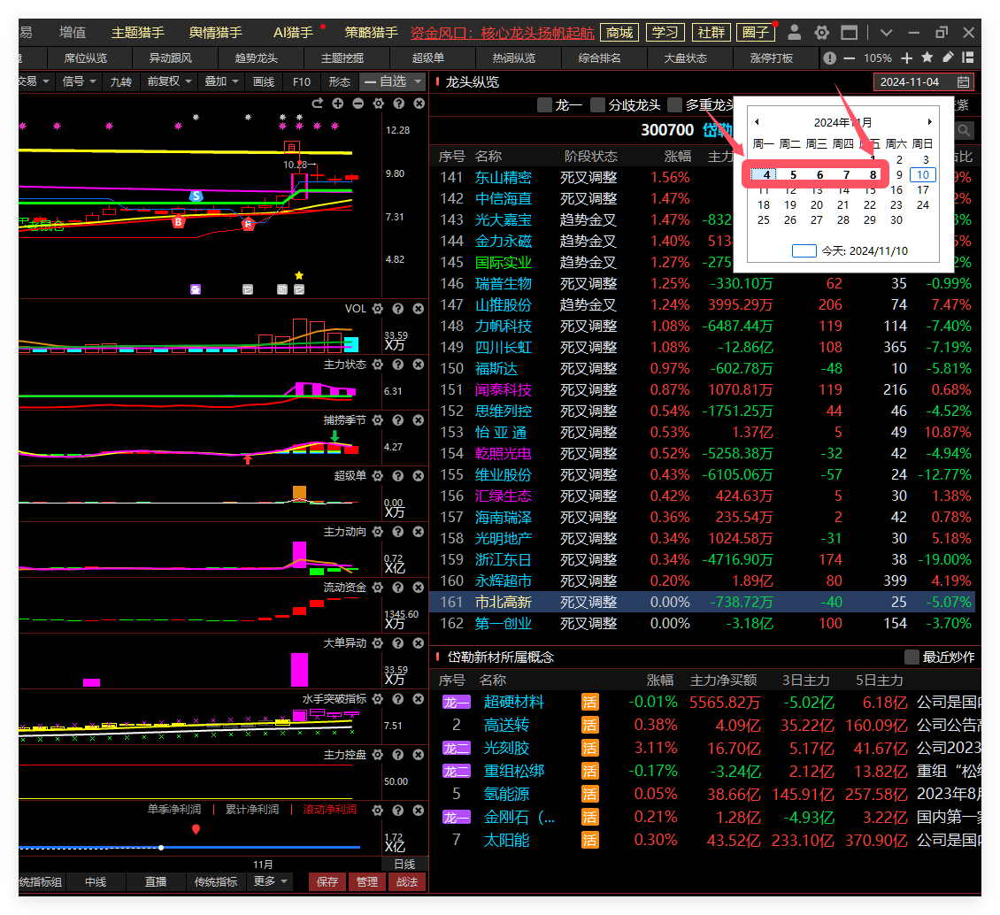 易 增值 主题猎手 舆情猎手 AI猎手 策略猎手 资金风口：核心龙头扬帆起航 商城 学习 社群 圈子
席位纵览 异动跟风 趋势龙头 主题挖掘 超级单 热词纵览 综合排名 大盘状态 涨停打板 105%
交易 信号 九转 前复权 叠加 画线 F10 形态 一 自选
龙头纵览 2024-11-04
龙一 分歧龙头 多重龙头
300700 岱勒
序号 名称 阶段状态 涨幅 主力 占比
141 东山精密 死叉调整 1.56%
142 中信海直 死叉调整 1.47%
143 光大嘉宝 趋势金叉 1.47% -832
144 金力永磁 死叉调整 1.40%
145 国际实业 趋势金叉 1.27% -275
146 瑞普生物 死叉调整 1.25% -330.10万 62 35 -0.99%
147 山推股份 趋势金叉 1.24% 3995.29万 206 74 7.47%
148 力帆科技 死叉调整 1.08% -6487.44万 119 114 -7.40%
149 四川长虹 死叉调整 1.08% -12.86亿 108 365 -7.19%
150 福斯达 死叉调整 0.97% -602.78万 -48 10 -5.81%
151 闻泰科技 死叉调整 0.87% 1070.81万 119 216 0.68%
152 思维列控 死叉调整 0.54% -1751.25万 44 46 -4.52%
153 怡 亚 通 死叉调整 0.53% 1.37亿 5 49 10.87%
154 乾照光电 死叉调整 0.52% -5258.38万 -32 42 -4.94%
155 维业股份 死叉调整 0.43% -6105.06万 -57 24 -12.77%
156 汇绿生态 死叉调整 0.42% 424.63万 5 30 1.38%
157 海南瑞泽 死叉调整 0.36% 235.54万 2 42 0.78%
158 光明地产 死叉调整 0.34% 1024.58万 -31 30 5.18%
159 浙江东日 死叉调整 0.34% -4716.90万 174 38 -19.00%
160 永辉超市 死叉调整 0.20% 1.89亿 80 399 4.19%
161 市北高新 死叉调整 0.00% -738.72万 -40 25 -5.07%
162 第一创业 死叉调整 0.00% -3.18亿 100 154 -3.70%
2024年 月
周一 周二 周三 周四 五 周六 周日
1 2 3
4 5 6 7 8 9 10
11 12 13 14 15 16 17
18 19 20 21 22 23 24
25 26 27 28 29 30
今天: 2024/11/10
岱勒新材所属概念 最近炒作
序号 名称 涨幅 主力净买额 3日主力 5日主力
龙一 超硬材料 活 -0.01% 5565.82万 -5.02亿 6.18亿 公司是国内
2 高送转 活 0.38% 4.09亿 35.22亿 160.09亿 公司公告高
龙二 光刻胶 活 3.11% 16.70亿 5.17亿 41.67亿 公司2023
龙二 重组松绑 活 -0.17% -3.24亿 2.12亿 13.82亿 重组“松绑
5 氢能源 活 0.05% 38.66亿 145.91亿 257.58亿 2023年8月
龙一 金刚石（... 活 0.21% 1.28亿 -4.93亿 3.22亿 国内第一家
7 太阳能 活 0.30% 43.52亿 233.10亿 370.90亿 公司是国内
12.28
自
10.28
9.80
S
B
7.31
4.82
VOL
33.59
X万
主力状态
6.31
捕捞季节
4.27
超级单
0.00
X万
主力动向
0.72
X亿
流动资金
1345.60
X万
大单异动
33.59
X万
水手突破指标
7.51
主力控盘
50.00
单季净利润 累计净利润 滚动净利润
1.72
X亿
11月 日线
统指标组 中线 直播 传统指标 更多 保存 管理 战法